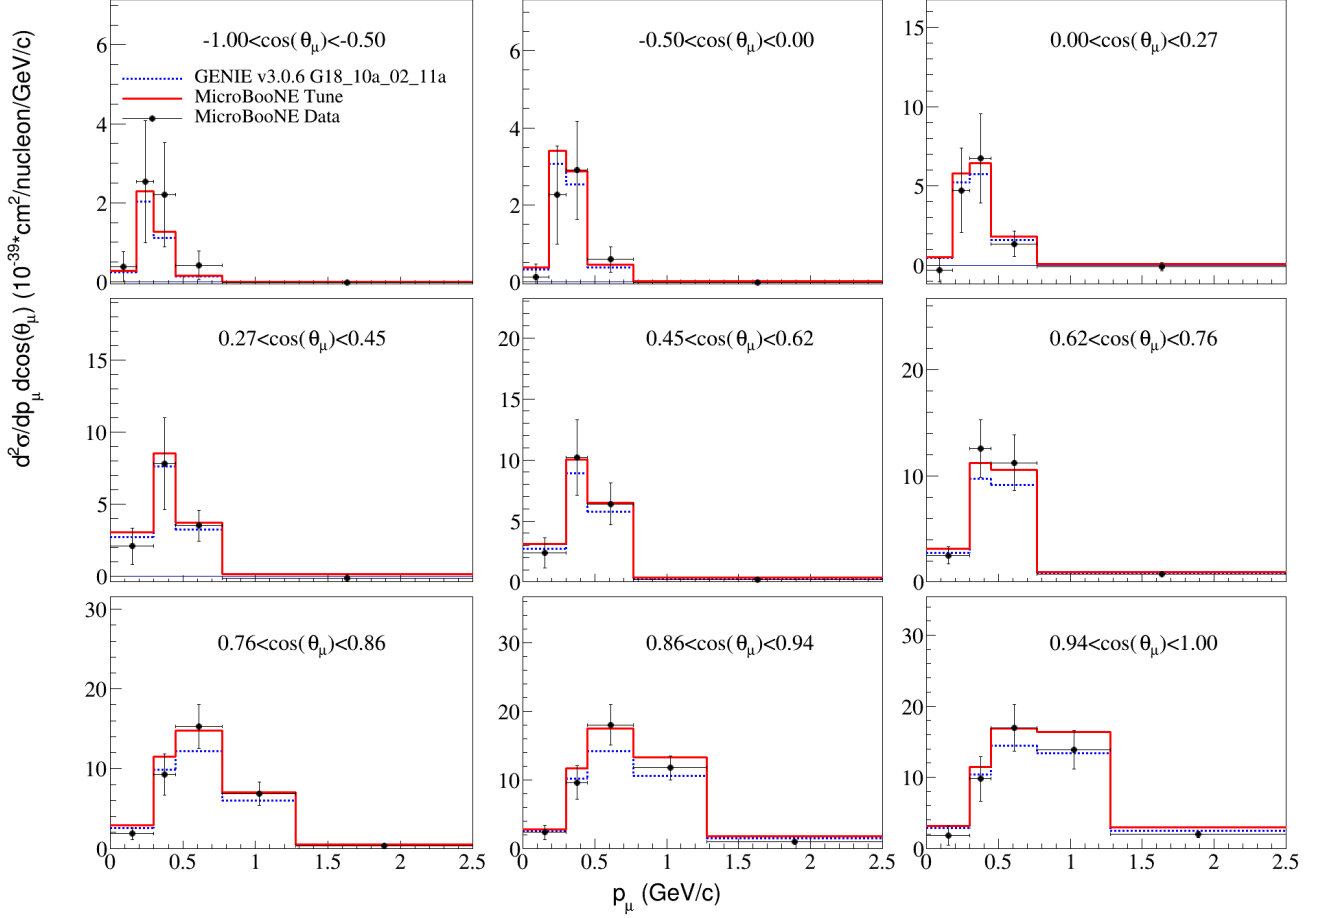 -1.00<cos(θμ)<-0.50
GENIE v3.0.6 G18_10a_02_11a
MicroBooNE Tune
MicroBooNE Data
6
4
2
0
-0.50<cos(θμ)<0.00
6
4
2
0
0.00<cos(θμ)<0.27
15
10
5
0
d²σ/dpμdcos(θμ) (10⁻³⁹*cm²/nucleon/GeV/c)
0.27<cos(θμ)<0.45
15
10
5
0
0.45<cos(θμ)<0.62
20
15
10
5
0
0.62<cos(θμ)<0.76
20
10
0
0.76<cos(θμ)<0.86
30
20
10
0
0 0.5 1 1.5 2 2.5
0.86<cos(θμ)<0.94
30
20
10
0
0 0.5 1 1.5 2 2.5
0.94<cos(θμ)<1.00
30
20
10
0
0 0.5 1 1.5 2 2.5
pμ (GeV/c)